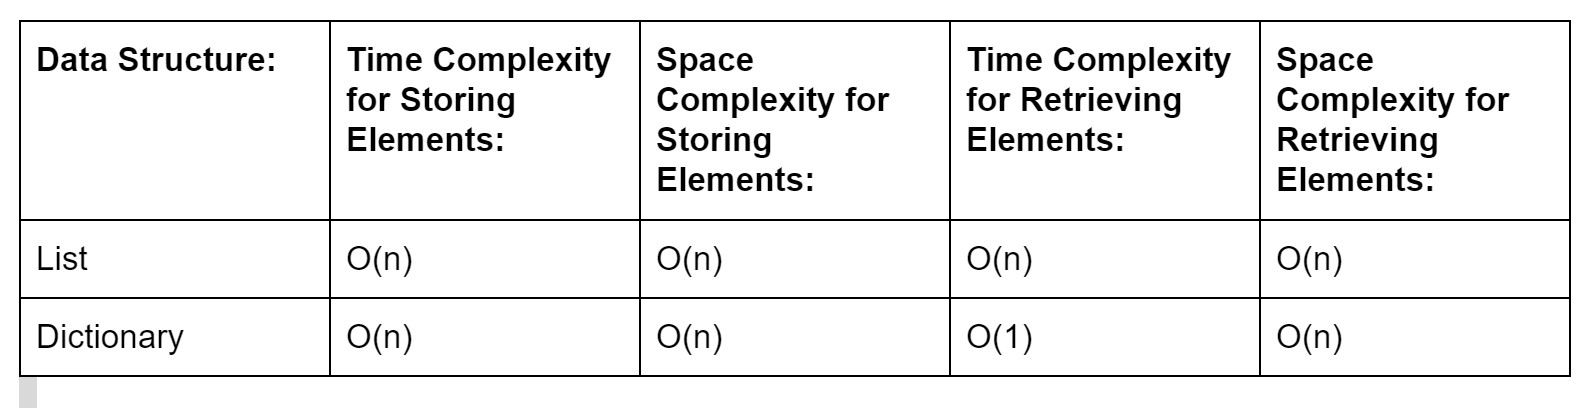 Data Structure:
Time Complexity
for Storing
Elements:
Space
Complexity for
Storing
Elements:
Time Complexity
for Retrieving
Elements:
Space
Complexity for
Retrieving
Elements:
List
O(n)
O(n)
O(n)
O(n)
Dictionary
O(n)
O(n)
O(1)
O(n)